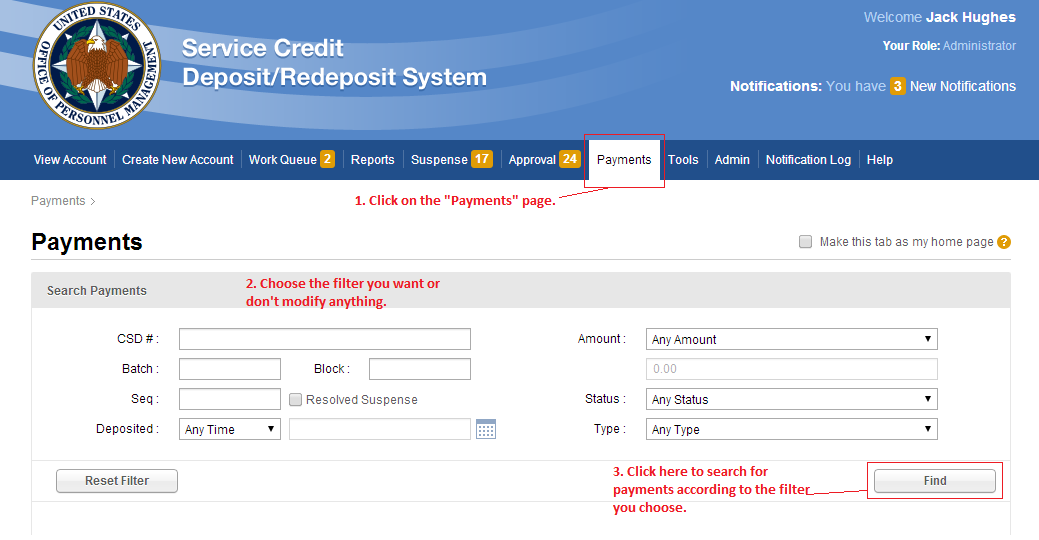 UNITED STATES
OFFICE OF PERSONNEL MANAGEMENT
Service Credit
Deposit/Redeposit System
Welcome Jack Hughes
Your Role: Administrator
Notifications: You have 3 New Notifications
View Account Create New Account Work Queue 2 Reports Suspense 17 Approval 24 Payments Tools Admin Notification Log Help
Payments >
1. Click on the "Payments" page.
Payments
Make this tab as my home page ?
Search Payments
2. Choose the filter you want or
don't modify anything.
CSD # :
Amount : Any Amount
Batch : Block : 0.00
Seq : Resolved Suspense
Status : Any Status
Deposited : Any Time
Type : Any Type
Reset Filter
3. Click here to search for
payments according to the filter
you choose.
Find